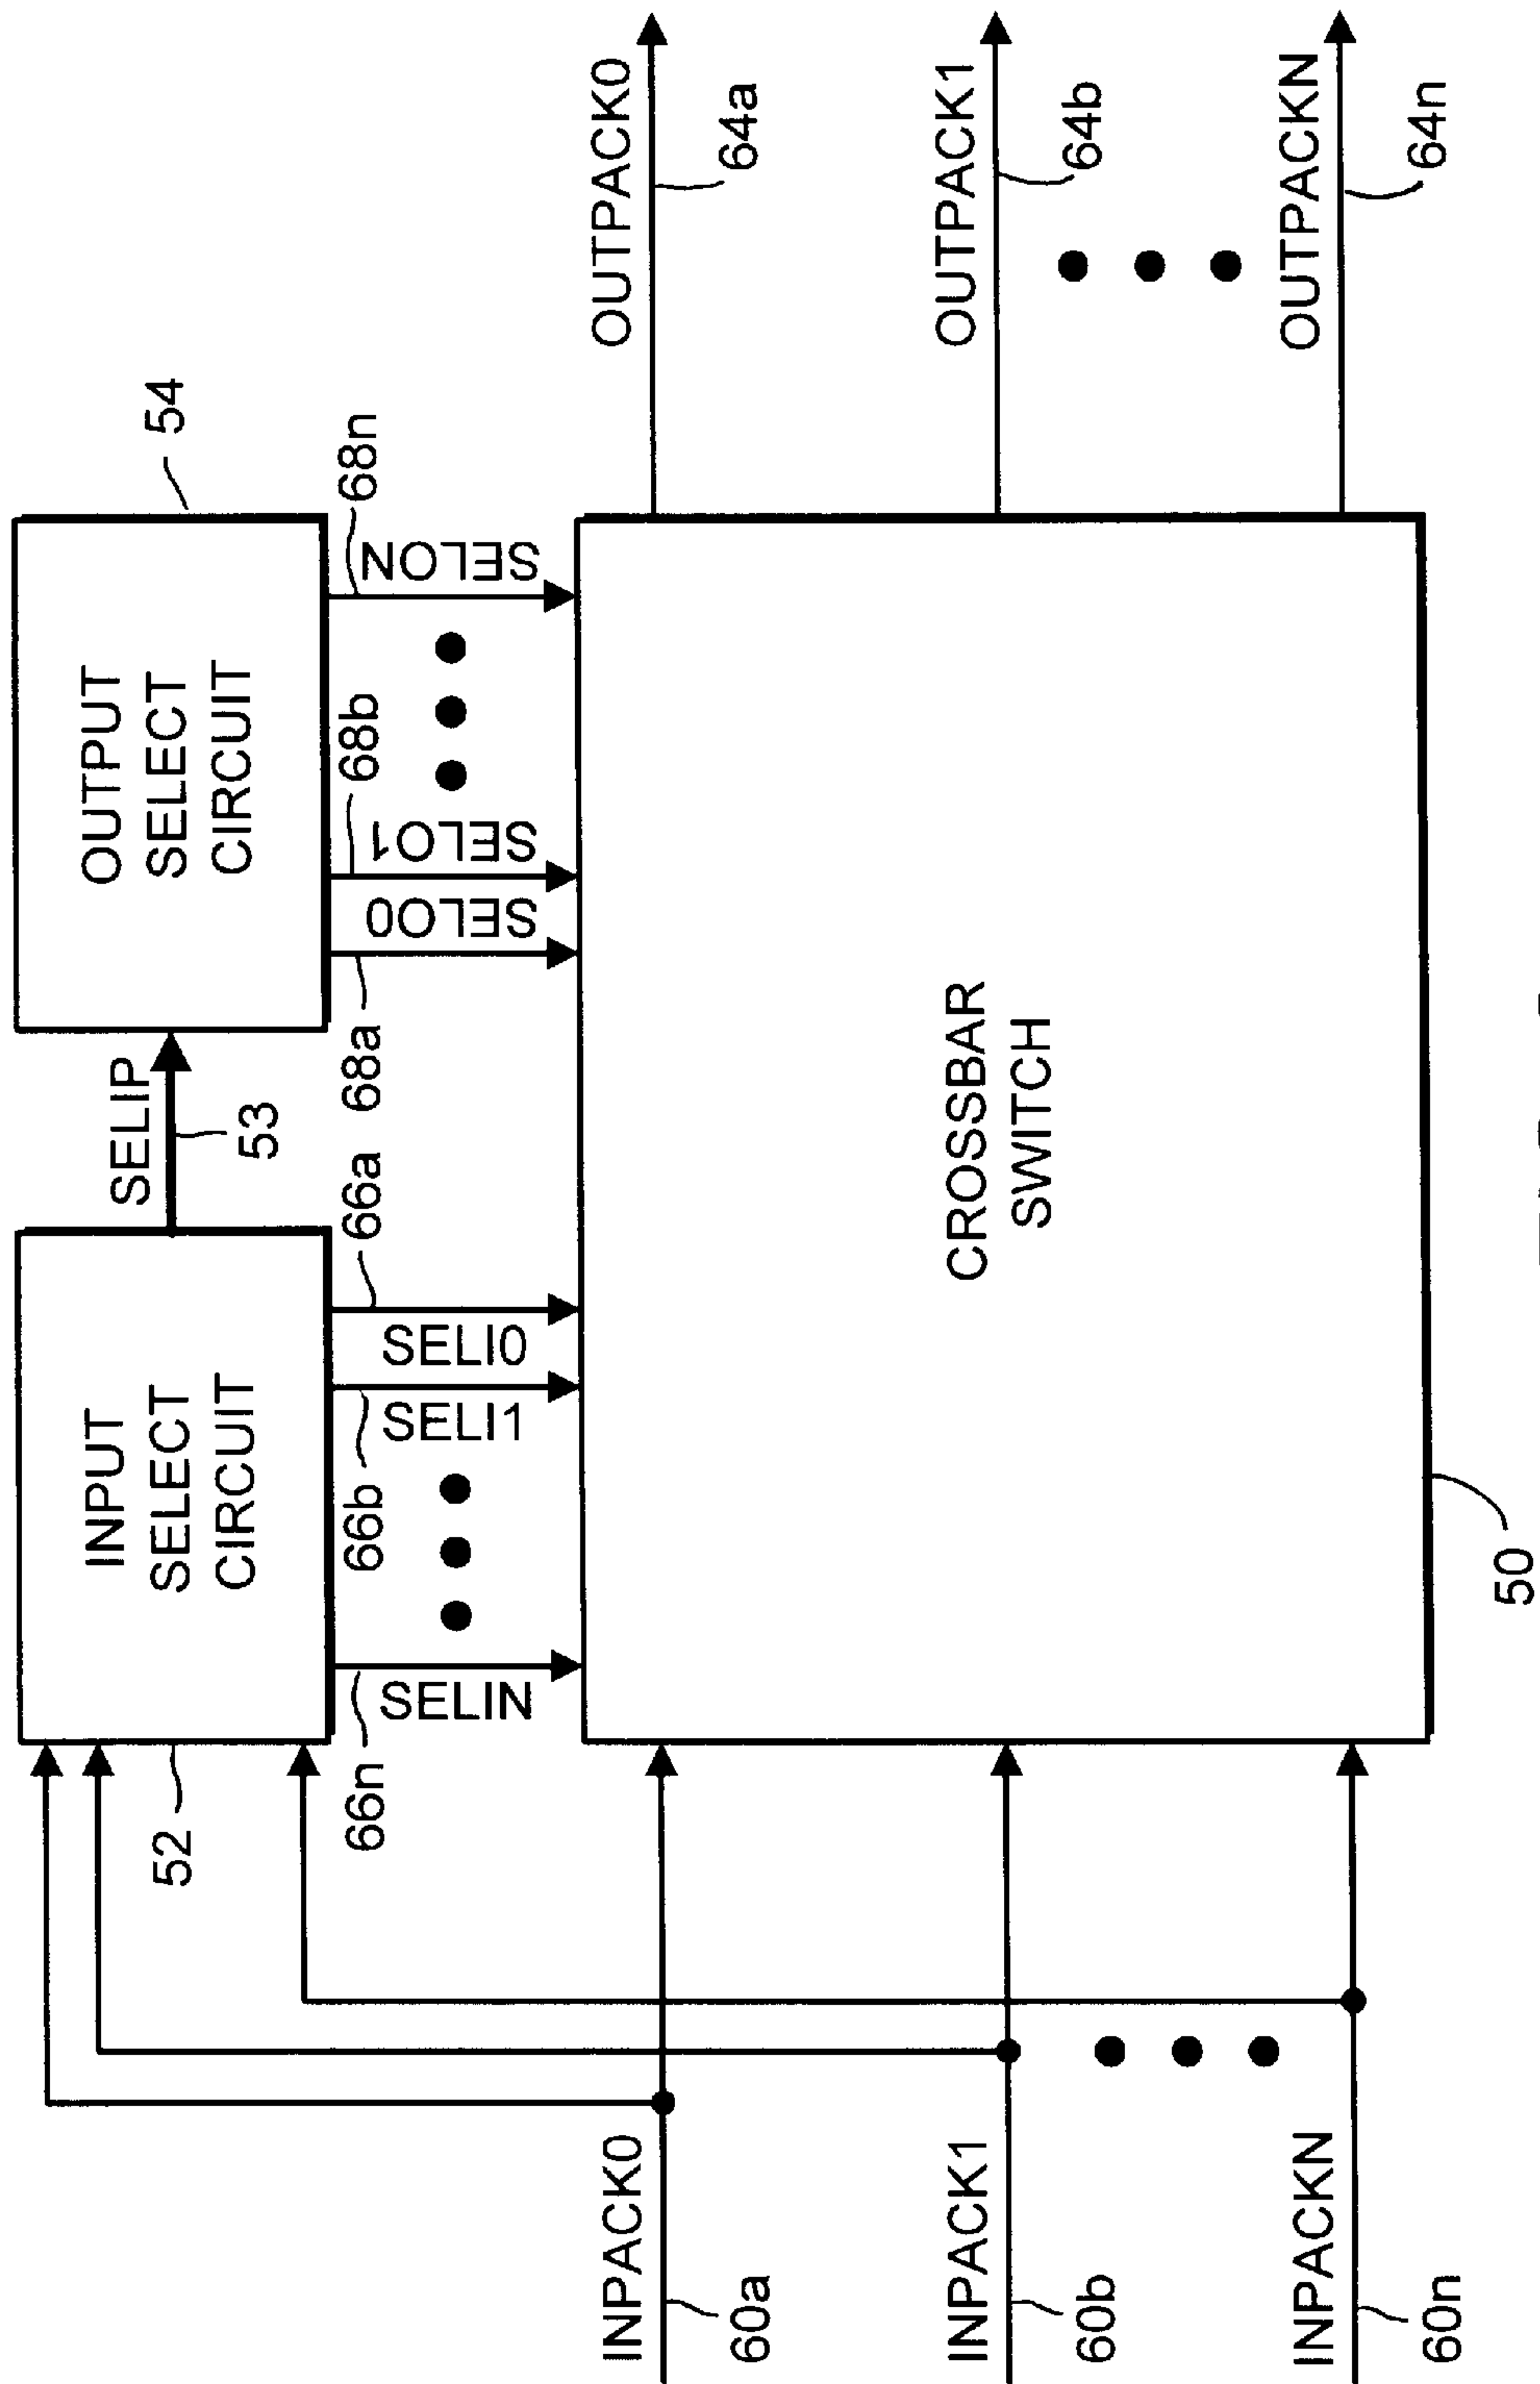 INPUT
SELECT
CIRCUIT
52
SELIP
53
OUTPUT
SELECT
CIRCUIT
54
66n
SELIN
66b
SELI1
SELI0
66a
68a
SELO0
SELO1
68b
SELON
68n
INPACK0
60a
INPACK1
60b
INPACKN
60n
CROSSBAR
SWITCH
50
OUTPACK0
64a
OUTPACK1
64b
OUTPACKN
64n